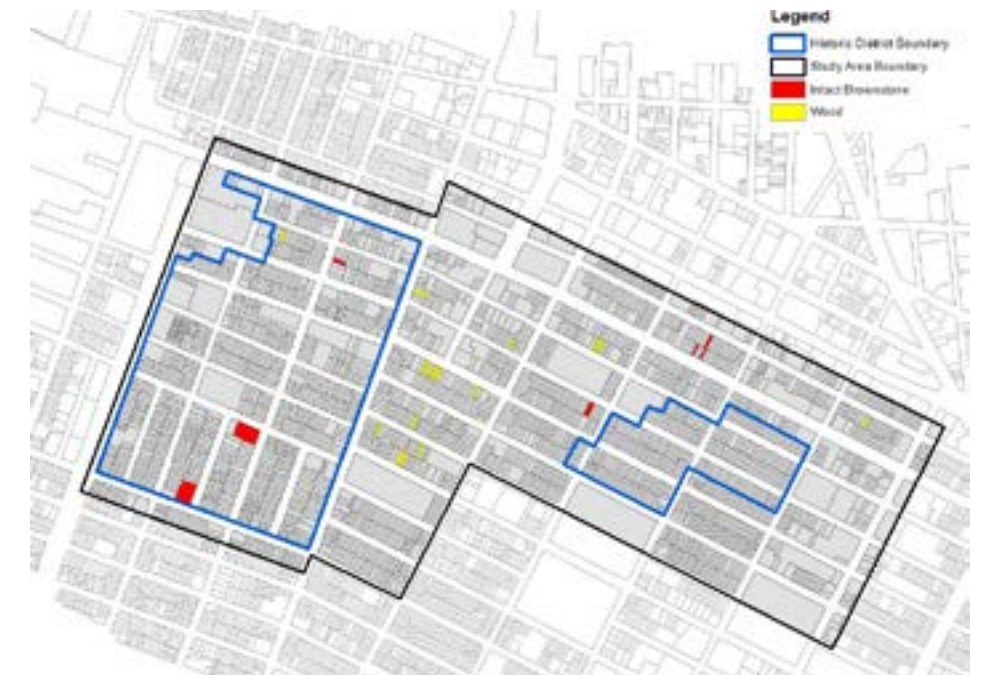 Legend
Historic District Boundary
Study Area Boundary
Intact Brownstone
Wood